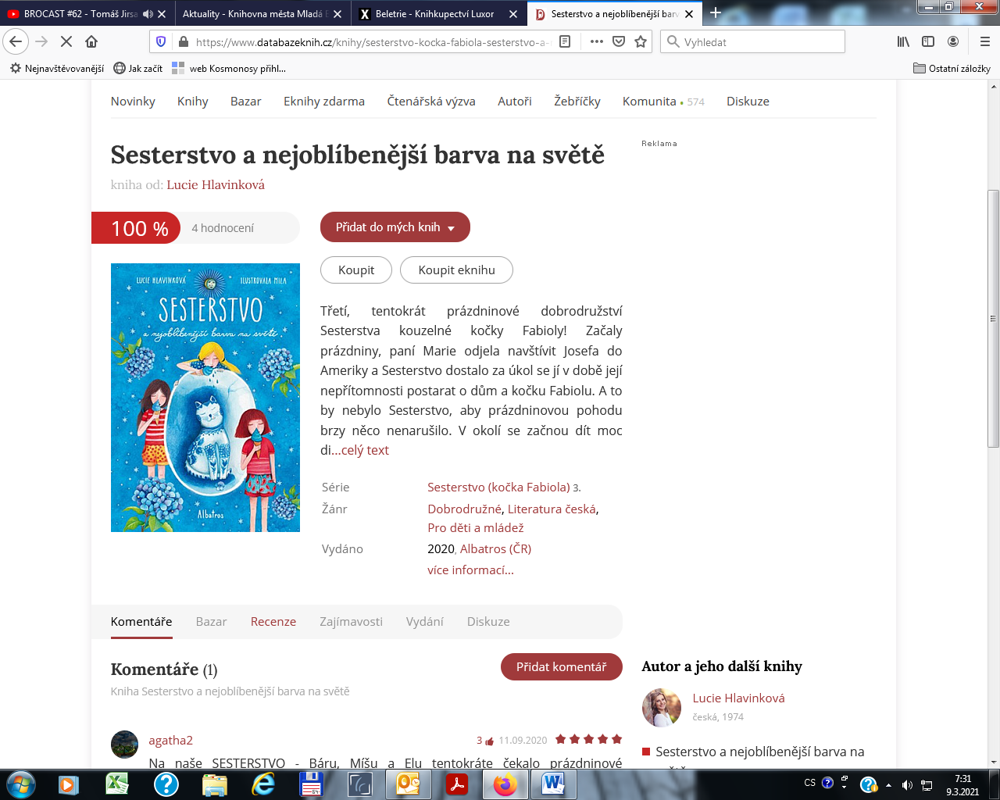 BROCAST #62 - Tomáš Jirsa
Aktuality - Knihovna města Mladá B
Beletrie - Knihkupectví Luxor
Sesterstvo a nejoblíbenější barv
https://www.databazeknih.cz/knihy/sesterstvo-kocka-fabiola-sesterstvo-a-
Vyhledat
Nejnavštěvovanější
Jak začít
web Kosmonosy přihl...
Ostatní záložky
Novinky Knihy Bazar Eknihy zdarma Čtenářská výzva Autoři Žebříčky Komunita • 574 Diskuze
Sesterstvo a nejoblíbenější barva na světě
Reklama
kniha od: Lucie Hlavinková
100 % 4 hodnocení
Přidat do mých knih
Koupit Koupit eknihu
LUCIE HLAVINKOVÁ ILUSTROVALA MILA
SESTERSTVO
a nejoblíbenější barva na světě
Albatros
Třetí, tentokrát prázdninové dobrodružství
Sesterstva kouzelné kočky Fabioly! Začaly
prázdniny, paní Marie odjela navštívit Josefa do
Ameriky a Sesterstvo dostalo za úkol se jí v době její
nepřítomnosti postarat o dům a kočku Fabiolu. A to
by nebylo Sesterstvo, aby prázdninovou pohodu
brzy něco nenarušilo. V okolí se začnou dít moc
di...celý text
Série Sesterstvo (kočka Fabiola) 3.
Žánr Dobrodružné, Literatura česká,
Pro děti a mládež
Vydáno 2020, Albatros (ČR)
více informací...
Komentáře Bazar Recenze Zajímavosti Vydání Diskuze
Komentáře (1)
Přidat komentář
Kniha Sesterstvo a nejoblíbenější barva na světě
agatha2 3 11.09.2020
Na naše SESTERSTVO - Báru, Míšu a Elu tentokráte čekalo prázdninové
Autor a jeho další knihy
Lucie Hlavinková
česká, 1974
Sesterstvo a nejoblíbenější barva na
CS
7:31
9.3.2021